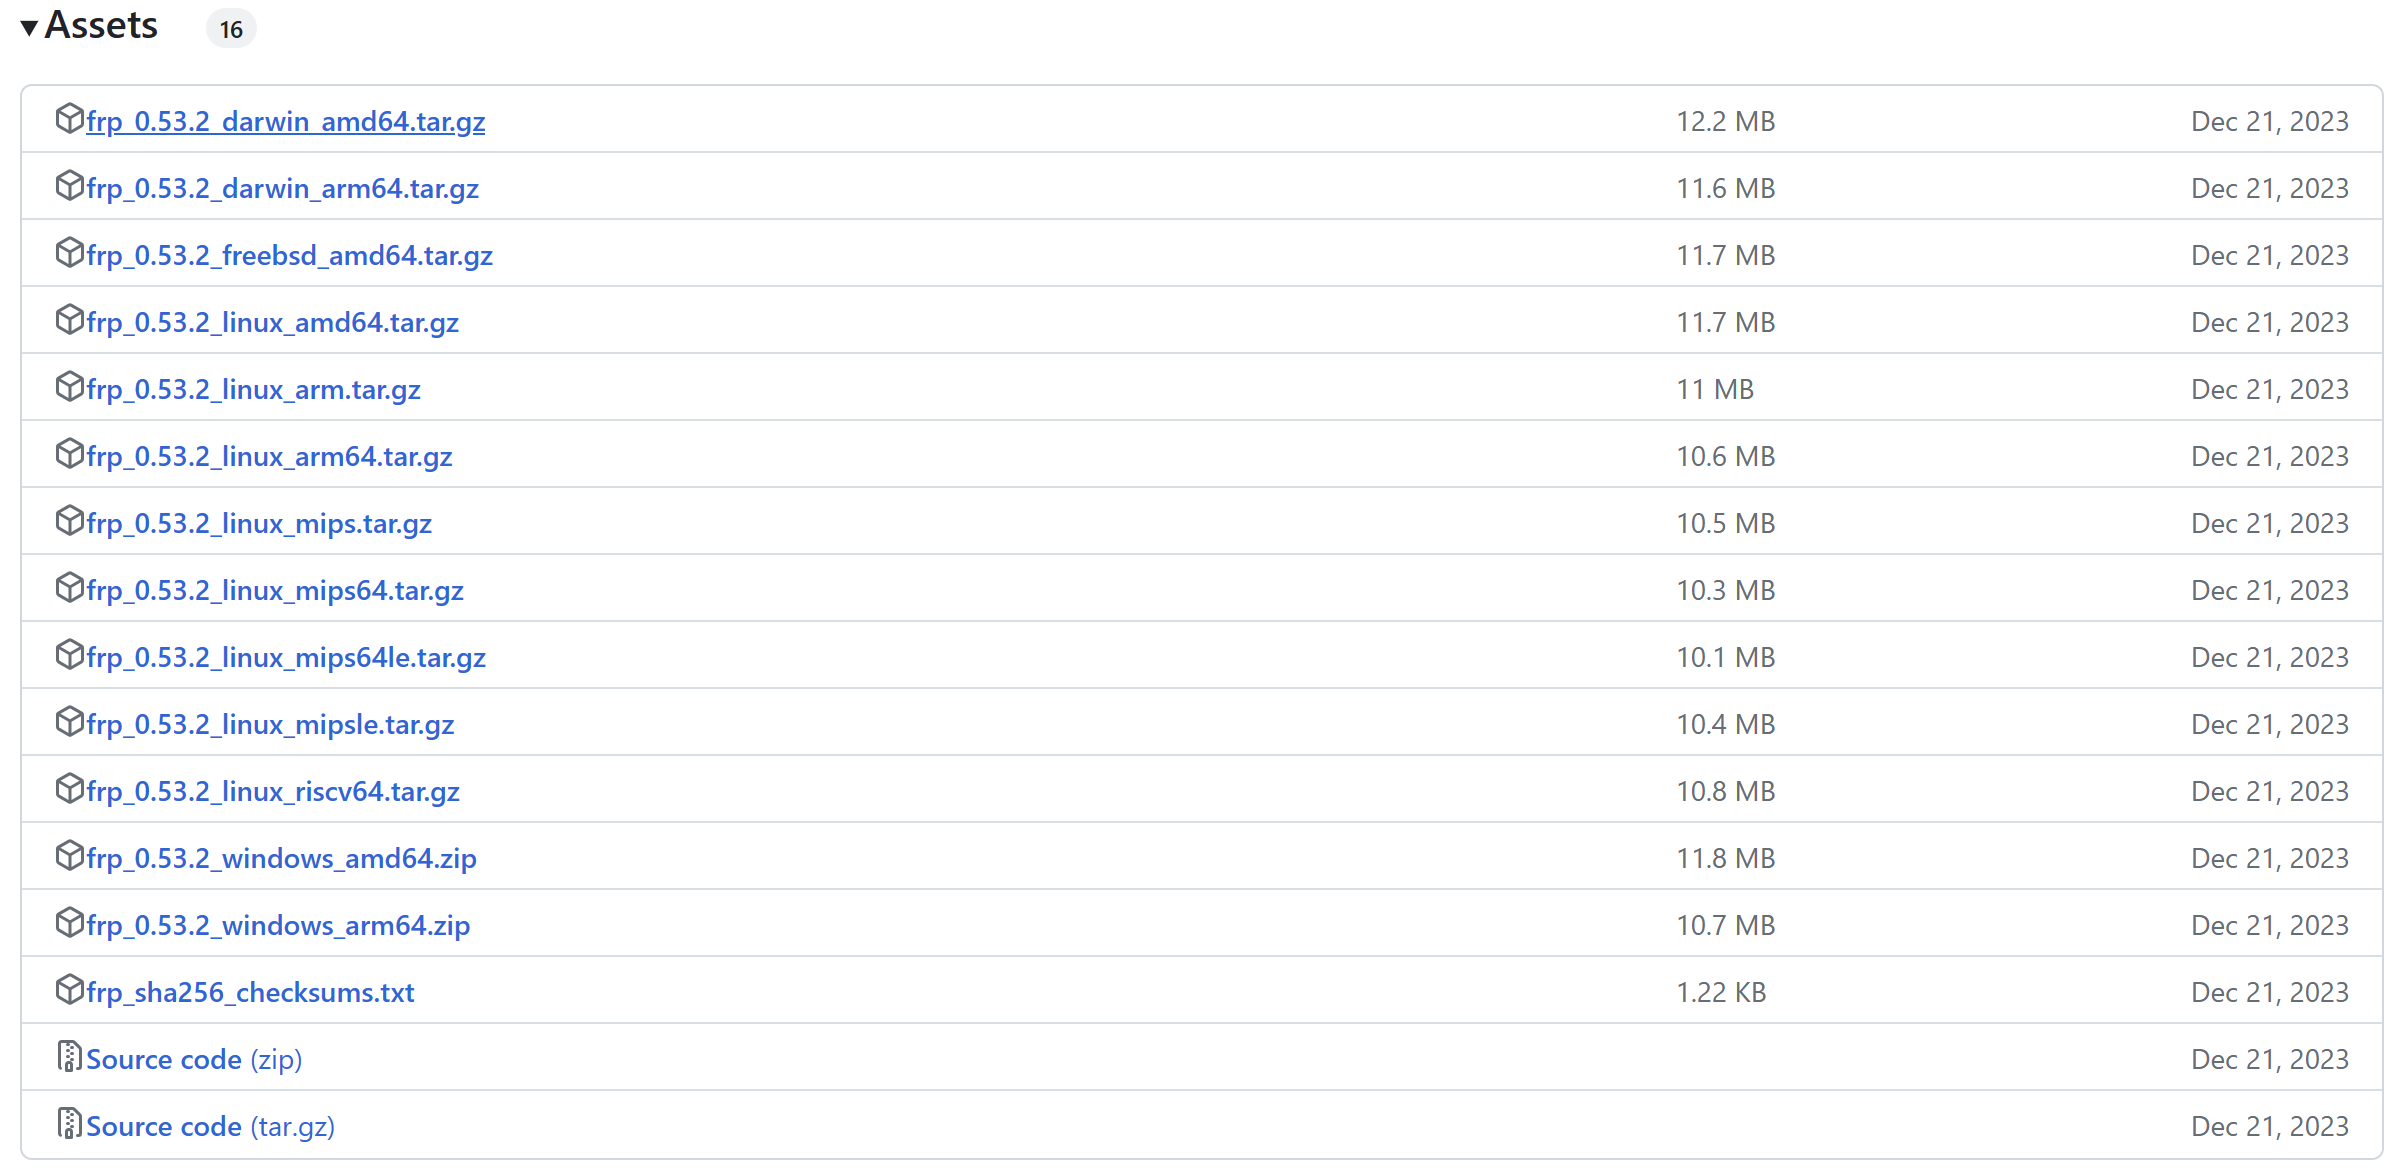 Assets 16
frp_0.53.2_darwin_amd64.tar.gz 12.2 MB Dec 21, 2023
frp_0.53.2_darwin_arm64.tar.gz 11.6 MB Dec 21, 2023
frp_0.53.2_freebsd_amd64.tar.gz 11.7 MB Dec 21, 2023
frp_0.53.2_linux_amd64.tar.gz 11.7 MB Dec 21, 2023
frp_0.53.2_linux_arm.tar.gz 11 MB Dec 21, 2023
frp_0.53.2_linux_arm64.tar.gz 10.6 MB Dec 21, 2023
frp_0.53.2_linux_mips.tar.gz 10.5 MB Dec 21, 2023
frp_0.53.2_linux_mips64.tar.gz 10.3 MB Dec 21, 2023
frp_0.53.2_linux_mips64le.tar.gz 10.1 MB Dec 21, 2023
frp_0.53.2_linux_mipsle.tar.gz 10.4 MB Dec 21, 2023
frp_0.53.2_linux_riscv64.tar.gz 10.8 MB Dec 21, 2023
frp_0.53.2_windows_amd64.zip 11.8 MB Dec 21, 2023
frp_0.53.2_windows_arm64.zip 10.7 MB Dec 21, 2023
frp_sha256_checksums.txt 1.22 KB Dec 21, 2023
Source code (zip) Dec 21, 2023
Source code (tar.gz) Dec 21, 2023